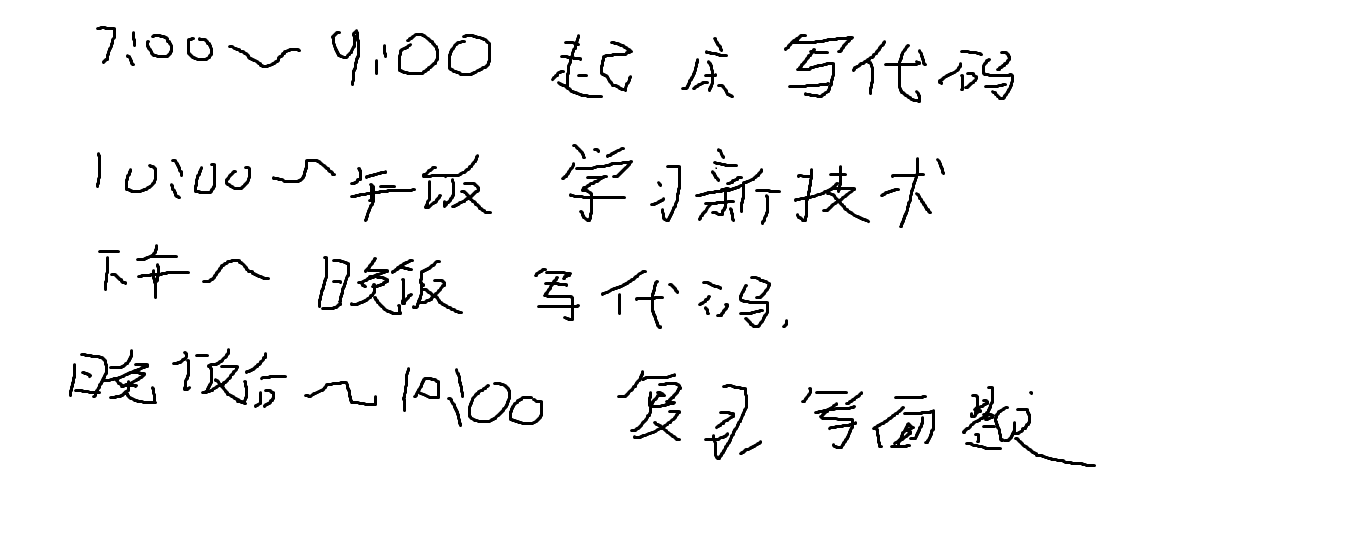 7:00~9:00 起床 写代码
10:00~午饭 学习新技术
下午~ 晚饭 写代码.
晚饭后~10:00 复习,写面题